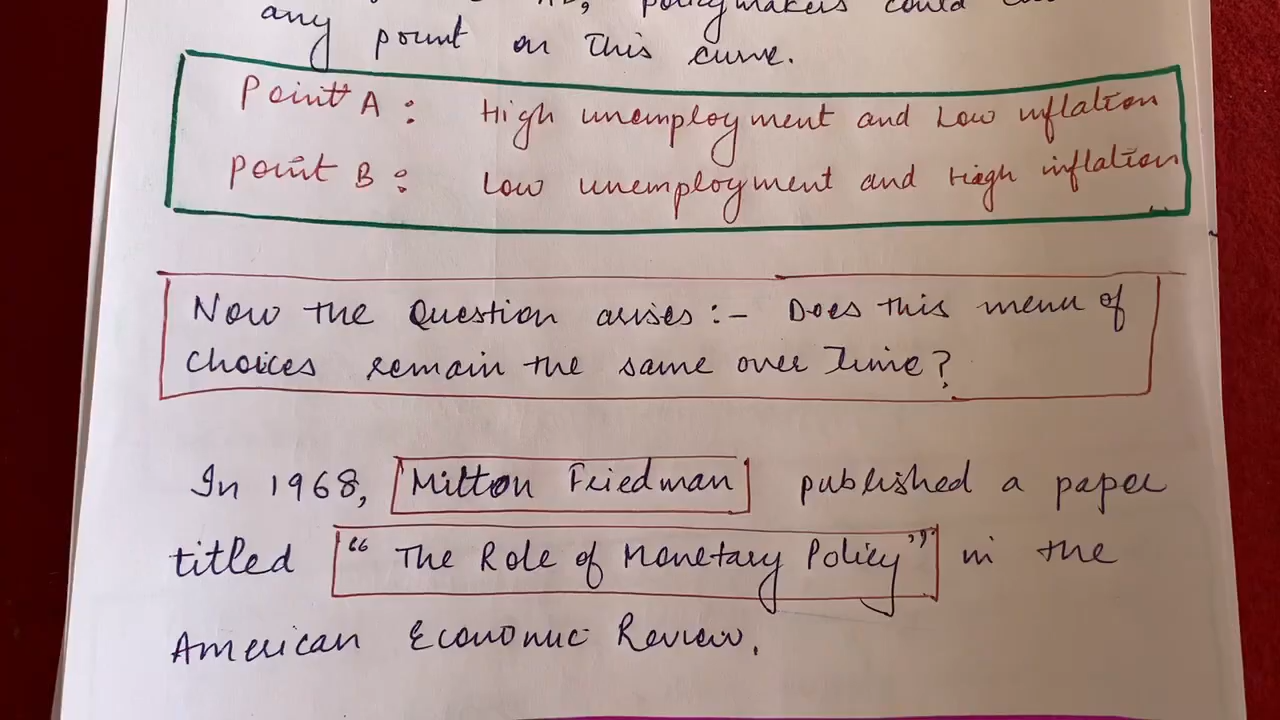 policymakers could
any point on This curve.
Point A : High unemployment and Low inflation
Point B : Low unemployment and High inflation
Now the Question arises :- Does this menu of
choices remain the same over Time?
In 1968, Milton Friedman published a paper
titled "The Role of Monetary Policy" in the
American Economic Review.